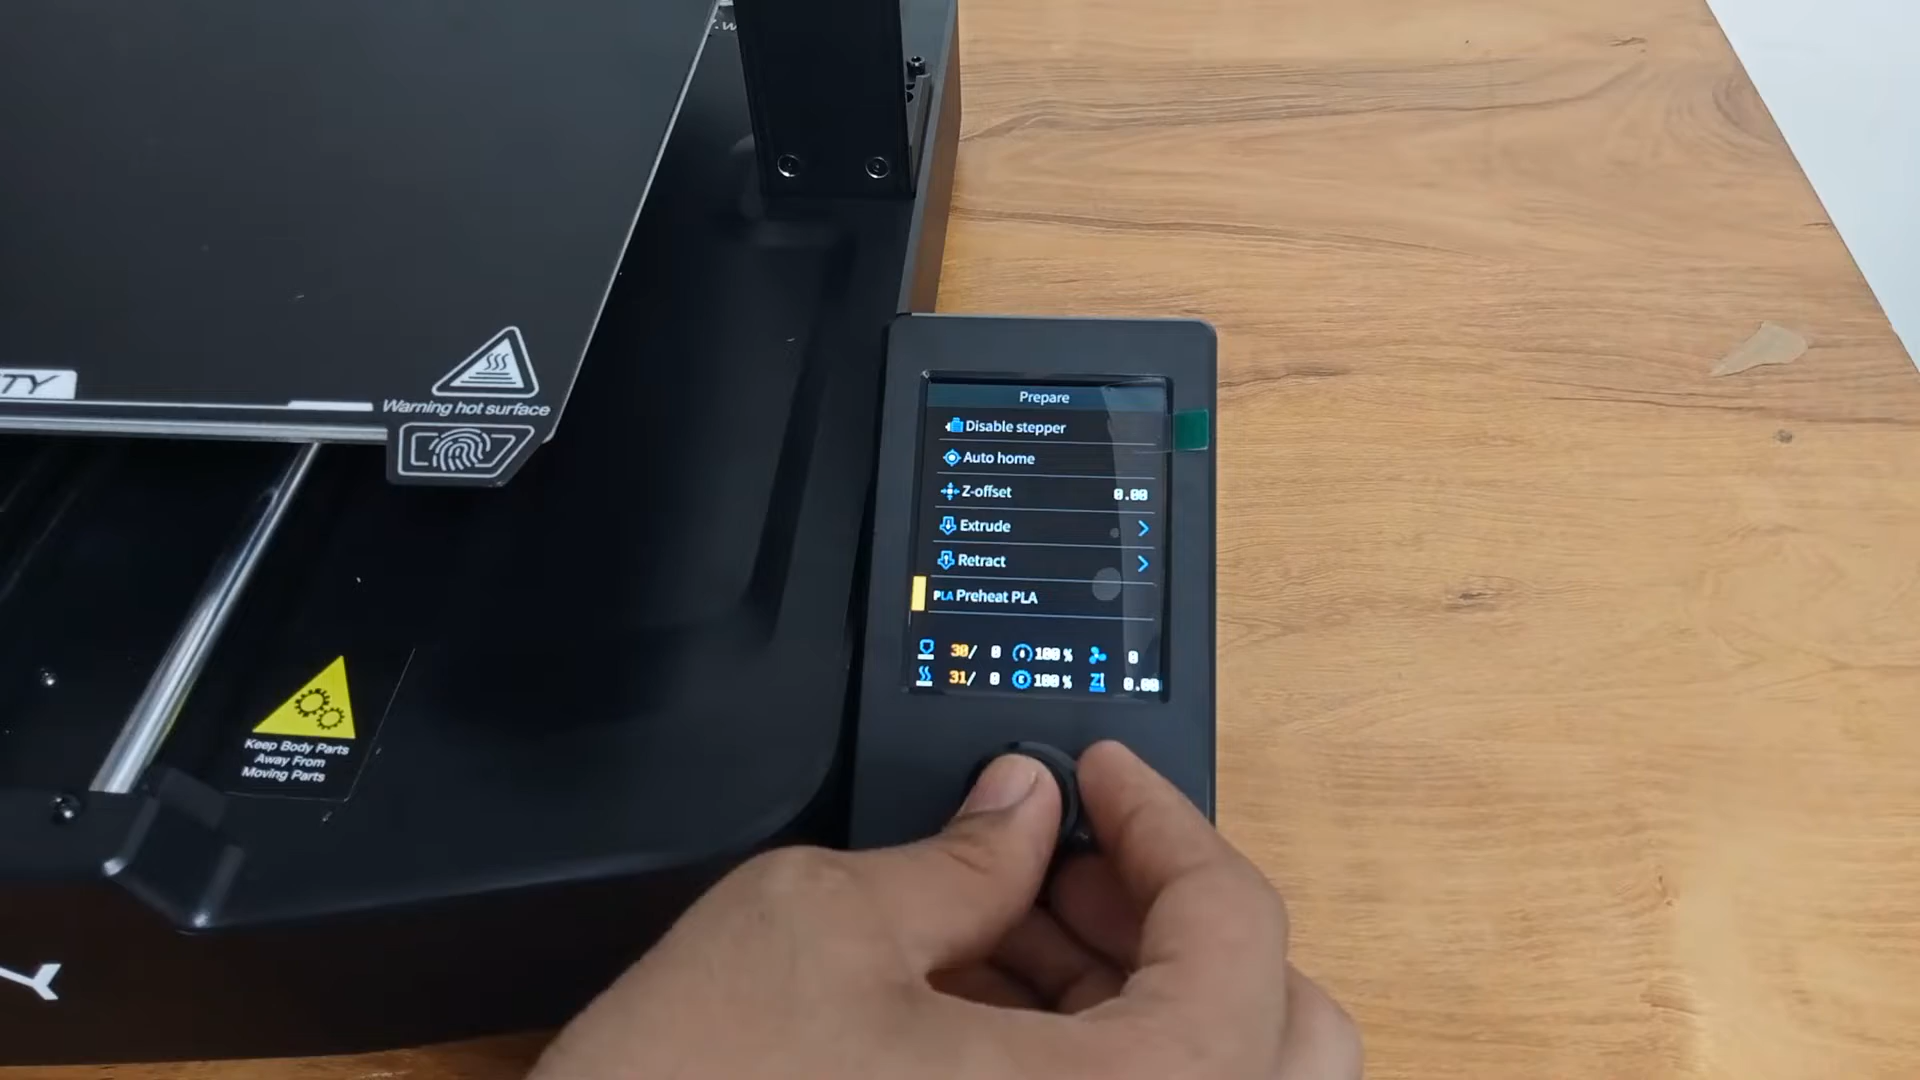 TY
Warning hot surface
Keep Body Parts
Away From
Moving Parts
Y
Prepare
Disable stepper
Auto home
Z-offset 0.00
Extrude
Retract
PLA Preheat PLA
30/ 0 100% 0
31/ 0 100% 0.00